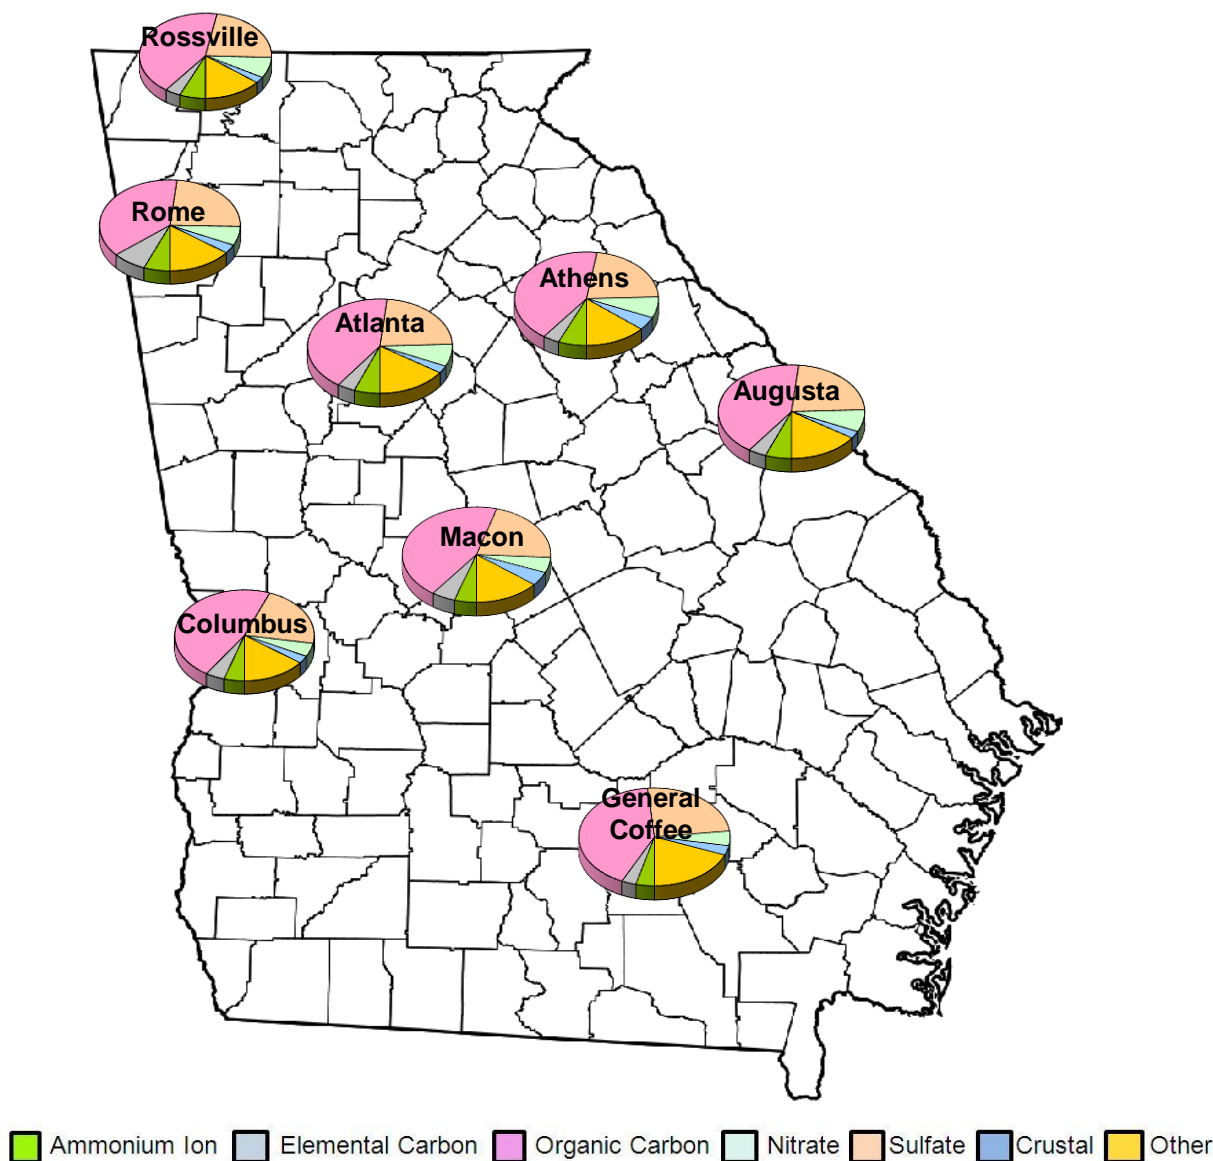 Rossville
Rome
Athens
Atlanta
Augusta
Macon
Columbus
General
Coffee
Ammonium Ion Elemental Carbon Organic Carbon Nitrate Sulfate Crustal Other